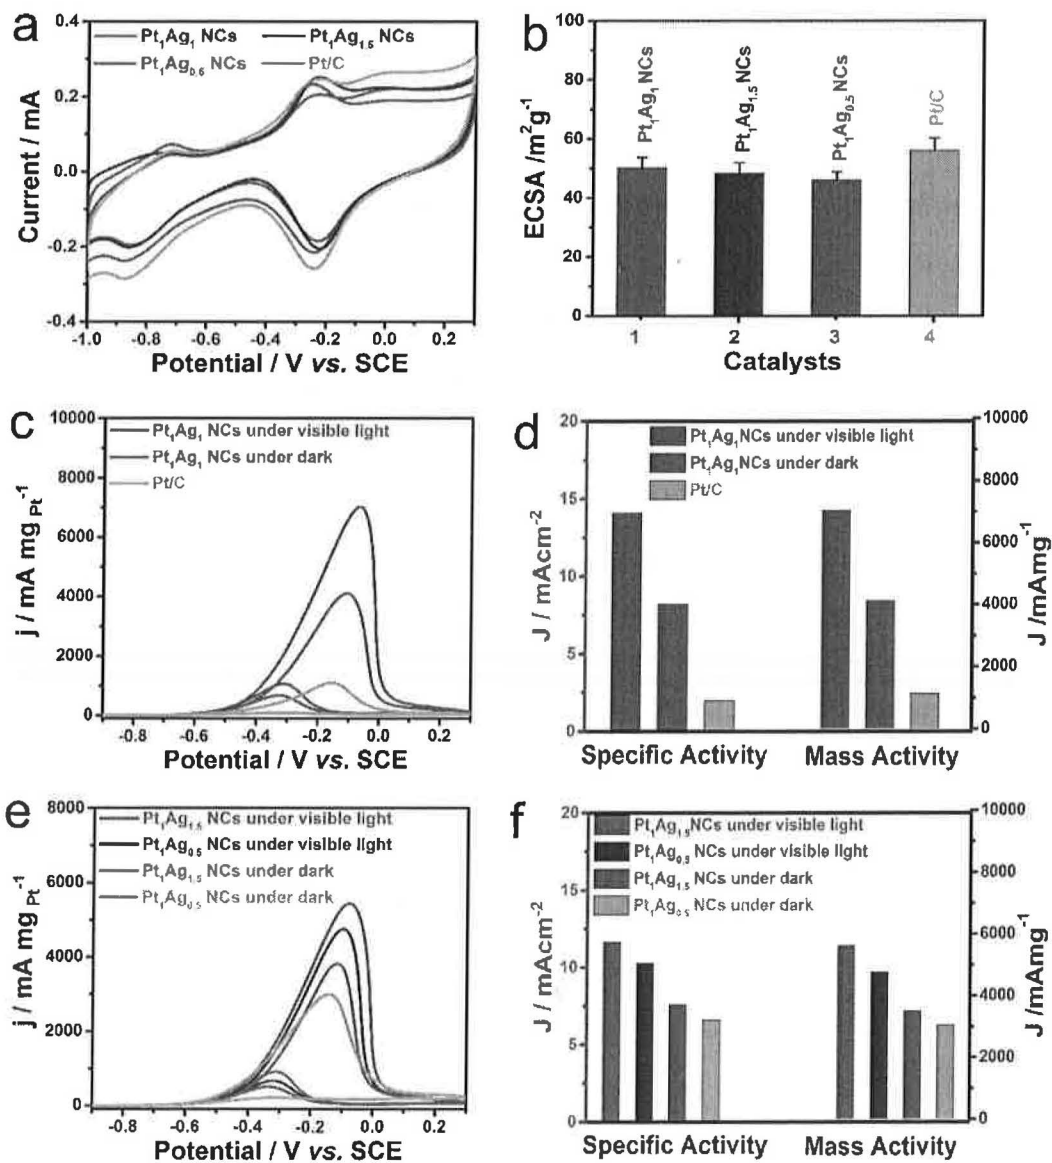 a
Pt1Ag1 NCs
Pt1Ag1.5 NCs
Pt1Ag0.5 NCs
Pt/C
0.4
0.2
0.0
-0.2
-0.4
Current / mA
-1.0 -0.8 -0.6 -0.4 -0.2 0.0 0.2
Potential / V vs. SCE
b
100
80
60
40
20
0
ECSA /m²g⁻¹
Pt1Ag1 NCs
Pt1Ag1.5 NCs
Pt1Ag0.5 NCs
Pt/C
1 2 3 4
Catalysts
c
Pt1Ag1 NCs under visible light
Pt1Ag1 NCs under dark
Pt/C
10000
8000
6000
4000
2000
0
j / mA mg Pt⁻¹
-0.8 -0.6 -0.4 -0.2 0.0 0.2
Potential / V vs. SCE
d
Pt1Ag1NCs under visible light
Pt1Ag1NCs under dark
Pt/C
20
15
10
5
0
J / mAcm⁻²
10000
8000
6000
4000
2000
0
J /mAmg⁻¹
Specific Activity Mass Activity
e
Pt1Ag1.5 NCs under visible light
Pt1Ag0.5 NCs under visible light
Pt1Ag1.5 NCs under dark
Pt1Ag0.5 NCs under dark
8000
6000
4000
2000
0
j / mA mg Pt⁻¹
-0.8 -0.6 -0.4 -0.2 0.0 0.2
Potential / V vs. SCE
f
Pt1Ag1.5NCs under visible light
Pt1Ag0.5 NCs under visible light
Pt1Ag1.5 NCs under dark
Pt1Ag0.5 NCs under dark
20
15
10
5
0
J / mAcm⁻²
10000
8000
6000
4000
2000
0
J /mAmg⁻¹
Specific Activity Mass Activity